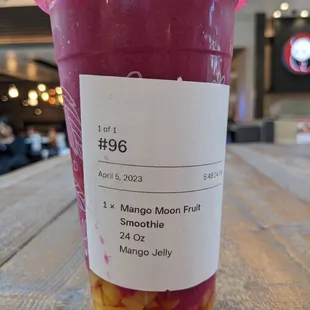 1 of 1
#96
April 5, 2023
1 × Mango Moon Fruit
Smoothie
24 Oz
Mango Jelly